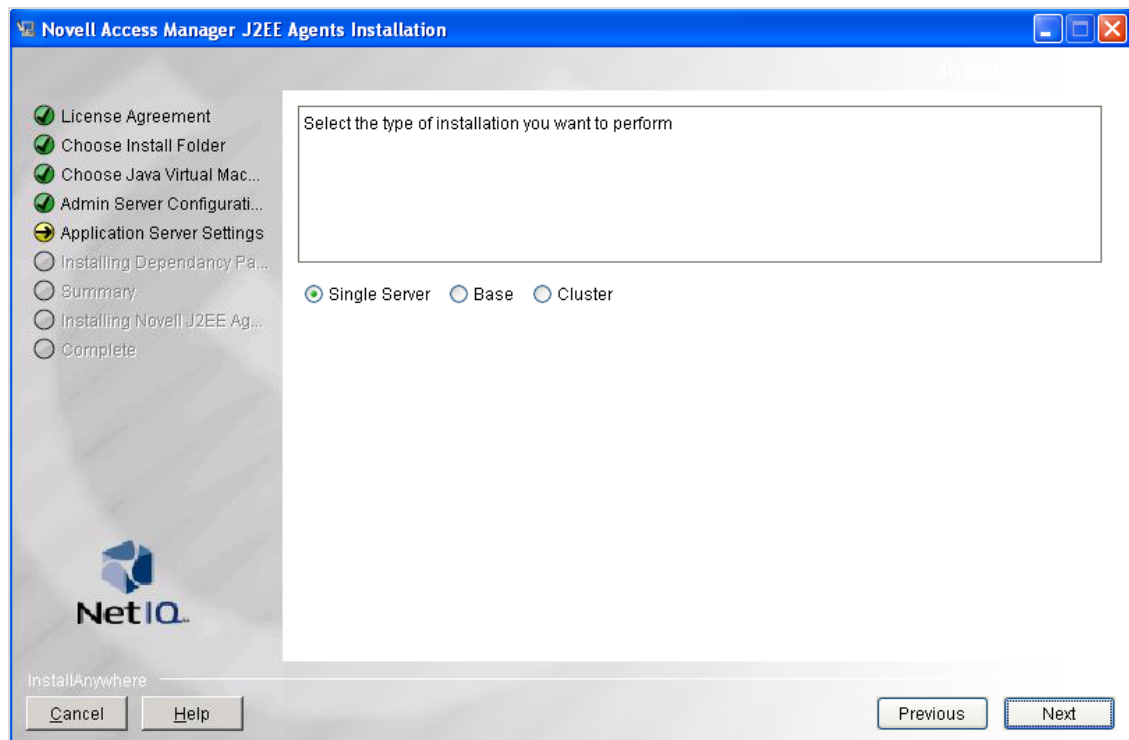 Novell Access Manager J2EE Agents Installation
License Agreement
Choose Install Folder
Choose Java Virtual Mac...
Admin Server Configurati...
Application Server Settings
Installing Dependancy Pa...
Summary
Installing Novell J2EE Ag...
Complete
Select the type of installation you want to perform
Single Server Base Cluster
NetIQ
InstallAnywhere
Cancel Help Previous Next